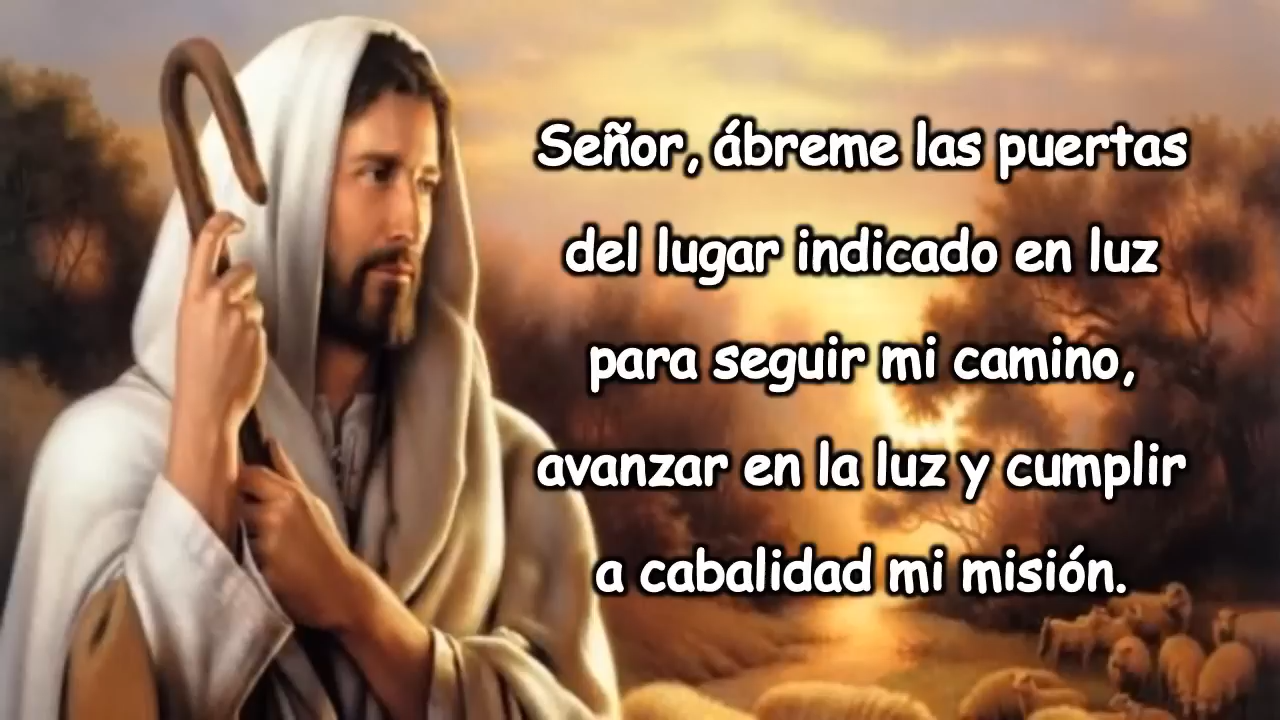 Señor, ábreme las puertas
del lugar indicado en luz
para seguir mi camino,
avanzar en la luz y cumplir
a cabalidad mi misión.